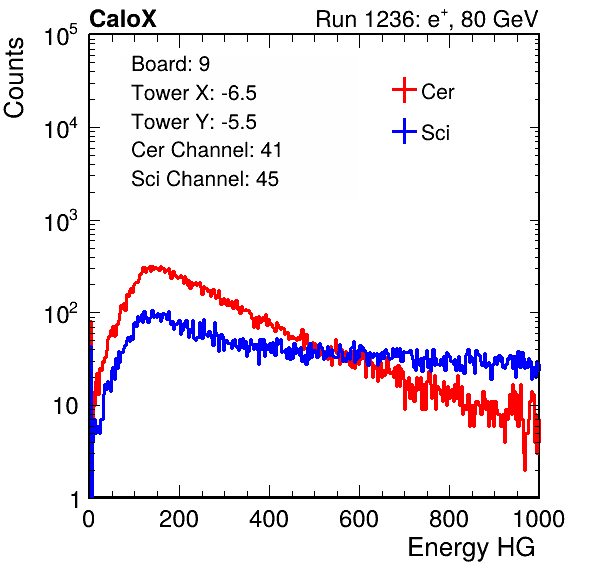 CaloX Run 1236: e⁺, 80 GeV
Counts
10⁵
10⁴
10³
10²
10
1
Board: 9
Tower X: -6.5
Tower Y: -5.5
Cer Channel: 41
Sci Channel: 45
Cer
Sci
0 200 400 600 800 1000
Energy HG